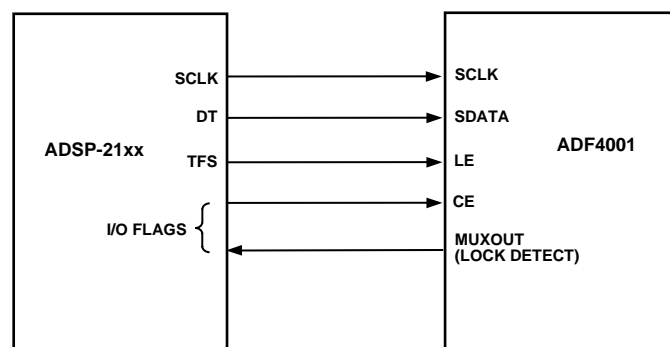 ADSP-21xx
SCLK
DT
TFS
I/O FLAGS
SCLK
SDATA
LE
CE
MUXOUT
(LOCK DETECT)
ADF4001